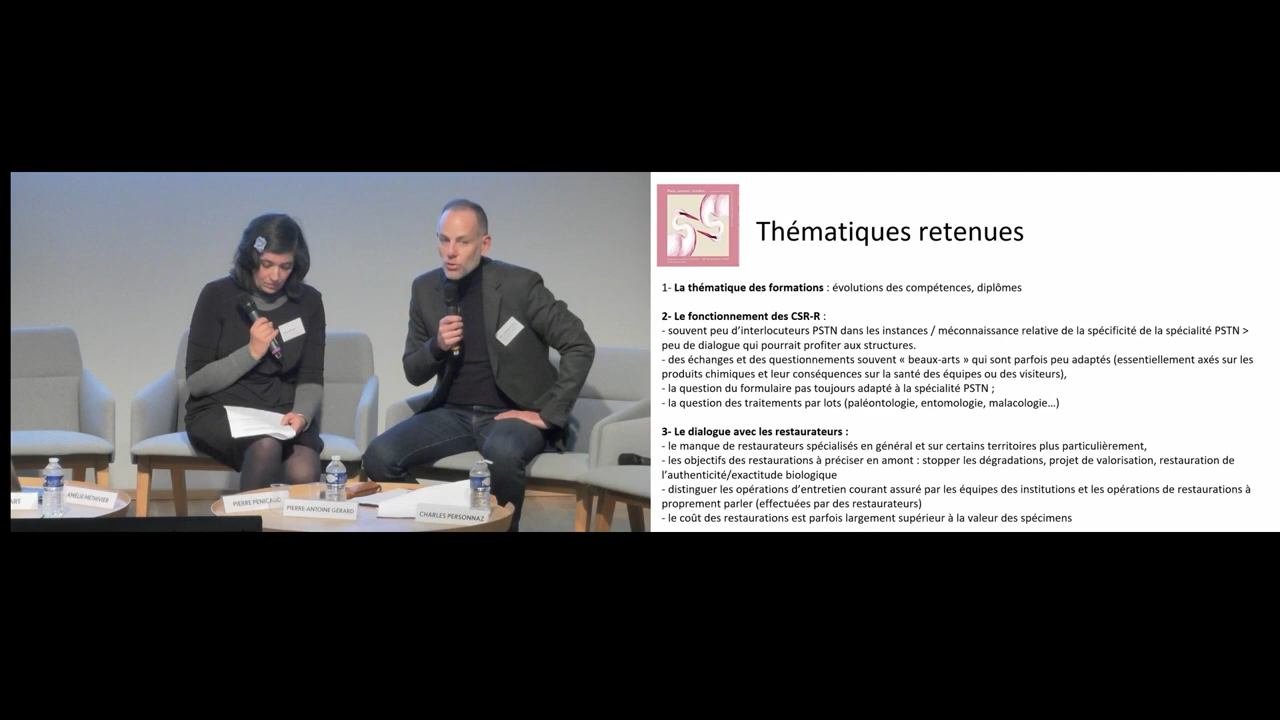 Thématiques retenues
1- La thématique des formations : évolutions des compétences, diplômes
2- Le fonctionnement des CSR-R :
- souvent peu d'interlocuteurs PSTN dans les instances / méconnaissance relative de la spécificité de la spécialité PSTN >
peu de dialogue qui pourrait profiter aux structures.
- des échanges et des questionnements souvent « beaux-arts » qui sont parfois peu adaptés (essentiellement axés sur les
produits chimiques et leur conséquences sur la santé des équipes ou des visiteurs),
- la question du formulaire pas toujours adapté à la spécialité PSTN ;
- la question des traitements par lots (paléontologie, entomologie, malacologie…)
3- Le dialogue avec les restaurateurs :
- le manque de restaurateurs spécialisés en général et sur certains territoires plus particulièrement,
- les objectifs des restaurations à préciser en amont : stopper les dégradations, projet de valorisation, restauration de
l'authenticité/exactitude biologique
- distinguer les opérations d'entretien courant assuré par les équipes des institutions et les opérations de restaurations à
proprement parler (effectuées par des restaurateurs)
- le coût des restaurations est parfois largement supérieur à la valeur des spécimens
AMÉLIE METHIVIER
PIERRE PENICAUD
PIERRE-ANTOINE GÉRARD
CHARLES PERSONNAZ